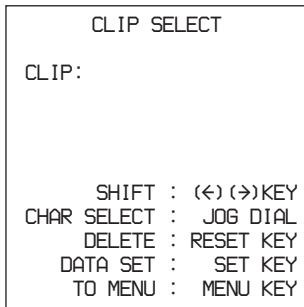 CLIP SELECT
CLIP:
SHIFT : (←)(→)KEY
CHAR SELECT : JOG DIAL
DELETE : RESET KEY
DATA SET : SET KEY
TO MENU : MENU KEY